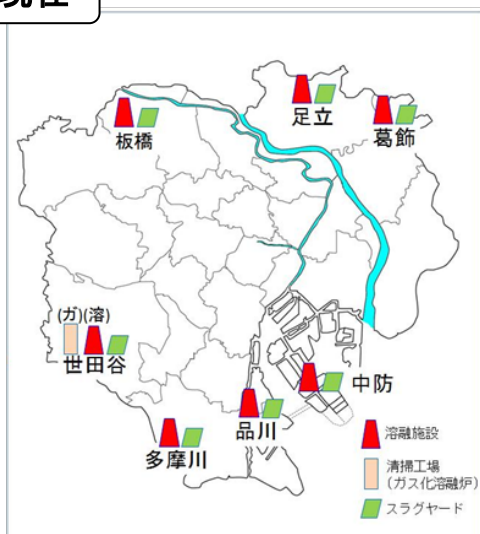 現在
足立
葛飾
板橋
(ガ)(溶)
世田谷
中防
品川
多摩川
溶融施設
清掃工場
(ガス化溶融炉)
スラグヤード